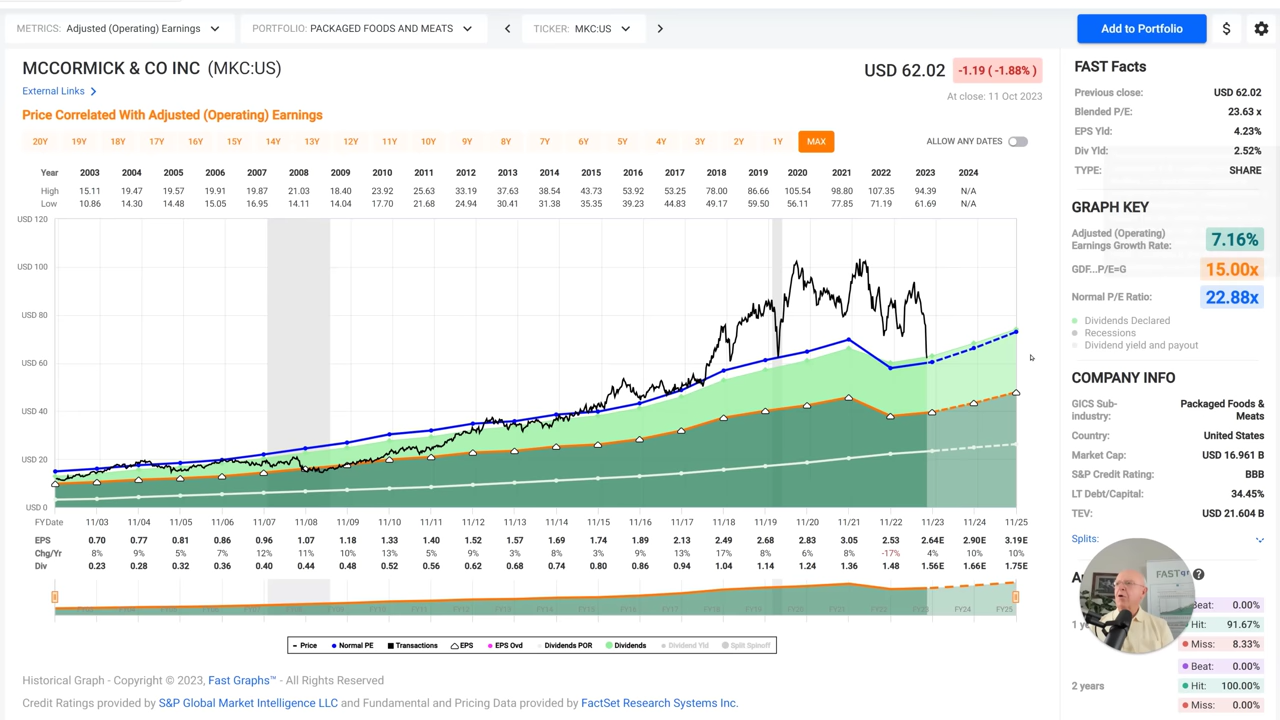 METRICS: Adjusted (Operating) Earnings PORTFOLIO: PACKAGED FOODS AND MEATS TICKER: MKC:US Add to Portfolio $
MCCORMICK & CO INC (MKC:US) USD 62.02 -1.19 ( -1.88% )
External Links At close: 11 Oct 2023
Price Correlated With Adjusted (Operating) Earnings
20Y 19Y 18Y 17Y 16Y 15Y 14Y 13Y 12Y 11Y 10Y 9Y 8Y 7Y 6Y 5Y 4Y 3Y 2Y 1Y MAX ALLOW ANY DATES
Year 2003 2004 2005 2006 2007 2008 2009 2010 2011 2012 2013 2014 2015 2016 2017 2018 2019 2020 2021 2022 2023 2024
High 15.11 19.47 19.57 19.91 19.87 21.03 18.40 23.92 25.63 33.19 37.63 38.54 43.73 53.92 53.25 78.00 86.66 105.54 98.80 107.35 94.39 N/A
Low 10.86 14.30 14.48 15.05 16.95 14.11 14.04 17.70 21.68 24.94 30.41 31.38 35.35 39.23 44.83 49.17 59.50 56.11 77.85 71.19 61.69 N/A
USD 120
USD 100
USD 80
USD 60
USD 40
USD 20
USD 0
FYDate 11/03 11/04 11/05 11/06 11/07 11/08 11/09 11/10 11/11 11/12 11/13 11/14 11/15 11/16 11/17 11/18 11/19 11/20 11/21 11/22 11/23 11/24 11/25
EPS 0.70 0.77 0.81 0.86 0.96 1.07 1.18 1.33 1.40 1.52 1.57 1.69 1.74 1.89 2.13 2.49 2.68 2.83 3.05 2.53 2.64E 2.90E 3.19E
Chg/Yr 8% 9% 5% 7% 12% 11% 10% 13% 5% 9% 3% 8% 3% 9% 13% 17% 8% 6% 8% -17% 4% 10% 10%
Div 0.23 0.28 0.32 0.36 0.40 0.44 0.48 0.52 0.56 0.62 0.68 0.74 0.80 0.86 0.94 1.04 1.14 1.24 1.36 1.48 1.56E 1.66E 1.75E
FY24 FY25
Price Normal PE Transactions EPS EPS Ovd Dividends POR Dividends Dividend Yld Split Spinoff
Historical Graph - Copyright © 2023, Fast Graphs™ - All Rights Reserved
Credit Ratings provided by S&P Global Market Intelligence LLC and Fundamental and Pricing Data provided by FactSet Research Systems Inc.
FAST Facts
Previous close: USD 62.02
Blended P/E: 23.63 x
EPS Yld: 4.23%
Div Yld: 2.52%
TYPE: SHARE
GRAPH KEY
Adjusted (Operating)
Earnings Growth Rate: 7.16%
GDF...P/E=G 15.00x
Normal P/E Ratio: 22.88x
Dividends Declared
Recessions
Dividend yield and payout
COMPANY INFO
GICS Sub- Packaged Foods &
industry: Meats
Country: United States
Market Cap: USD 16.961 B
S&P Credit Rating: BBB
LT Debt/Capital: 34.45%
TEV: USD 21.604 B
Splits:
FAST
Beat: 0.00%
Hit: 91.67%
Miss: 8.33%
Beat: 0.00%
2 years Hit: 100.00%
Miss: 0.00%